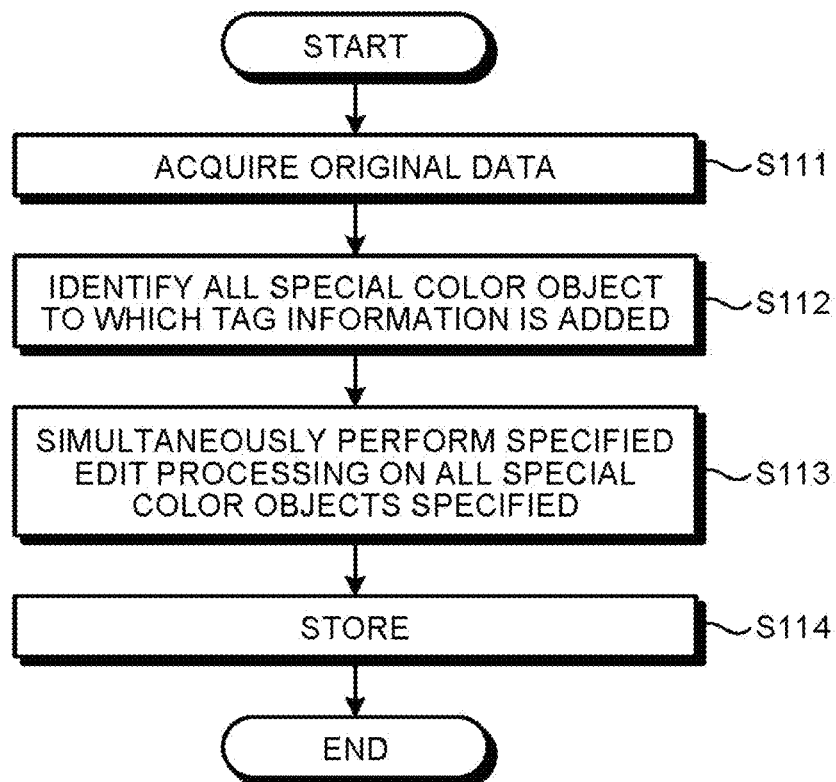 START
ACQUIRE ORIGINAL DATA
S111
IDENTIFY ALL SPECIAL COLOR OBJECT
TO WHICH TAG INFORMATION IS ADDED
S112
SIMULTANEOUSLY PERFORM SPECIFIED
EDIT PROCESSING ON ALL SPECIAL
COLOR OBJECTS SPECIFIED
S113
STORE
S114
END